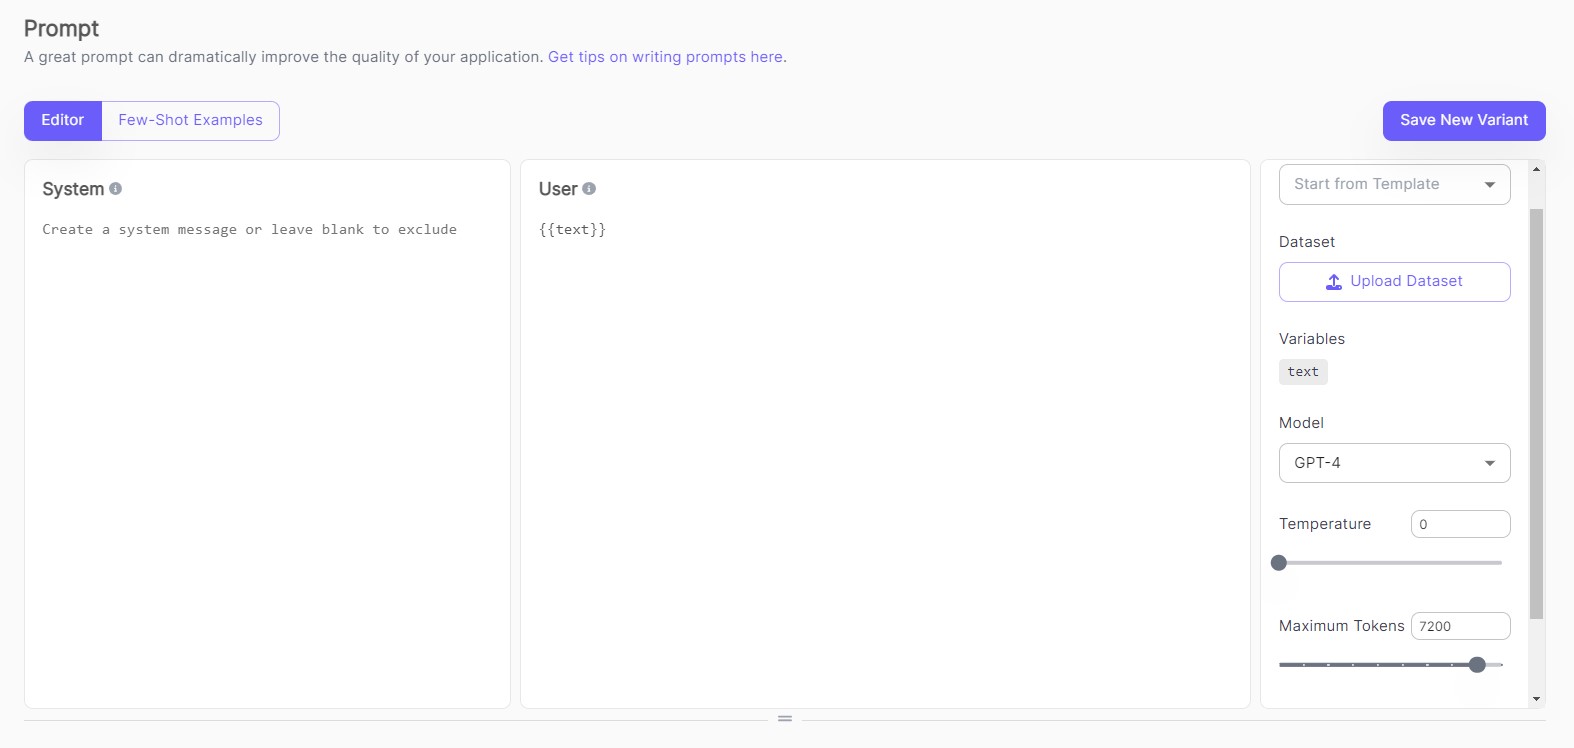 Prompt
A great prompt can dramatically improve the quality of your application. Get tips on writing prompts here.
Editor
Few-Shot Examples
Save New Variant
System
Create a system message or leave blank to exclude
User
{{text}}
Start from Template
Dataset
Upload Dataset
Variables
text
Model
GPT-4
Temperature
0
Maximum Tokens
7200